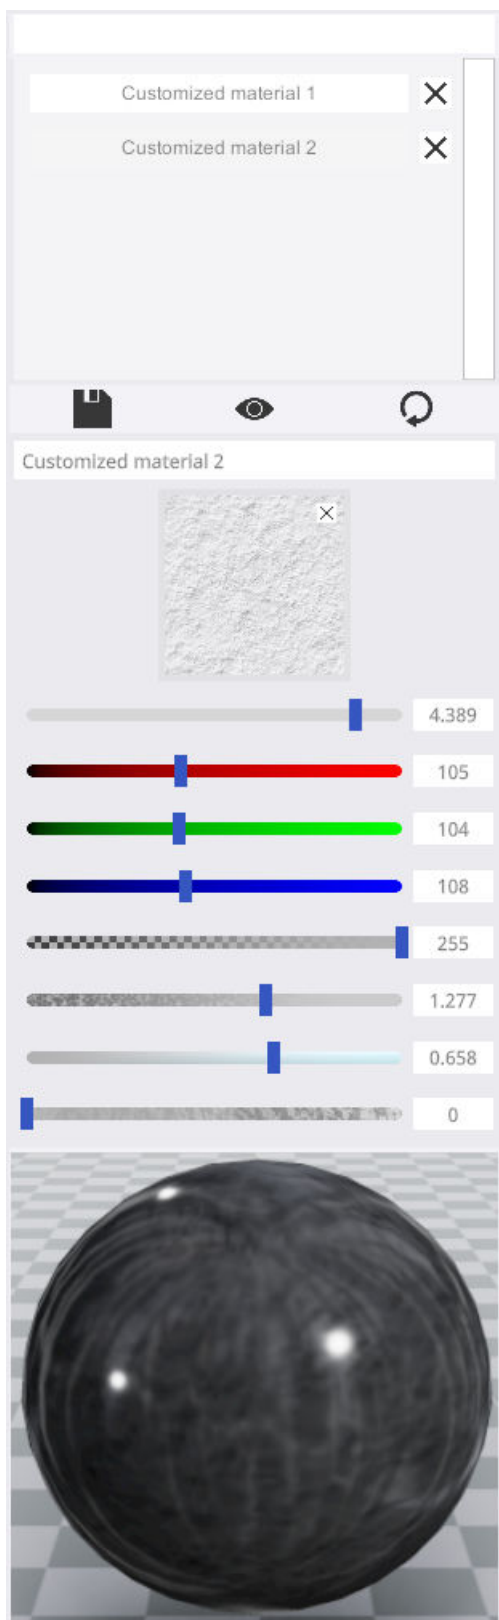 Customized material 1
Customized material 2
Customized material 2
4.389
105
104
108
255
1.277
0.658
0